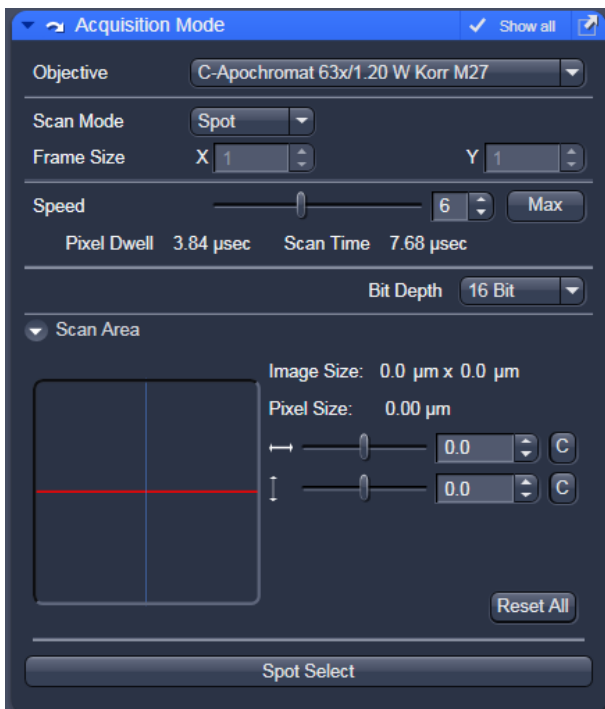 Acquisition Mode Show all
Objective C-Apochromat 63x/1.20 W Korr M27
Scan Mode Spot
Frame Size X 1 Y 1
Speed 6 Max
Pixel Dwell 3.84 µsec Scan Time 7.68 µsec
Bit Depth 16 Bit
Scan Area
Image Size: 0.0 µm x 0.0 µm
Pixel Size: 0.00 µm
0.0 C
0.0 C
Reset All
Spot Select